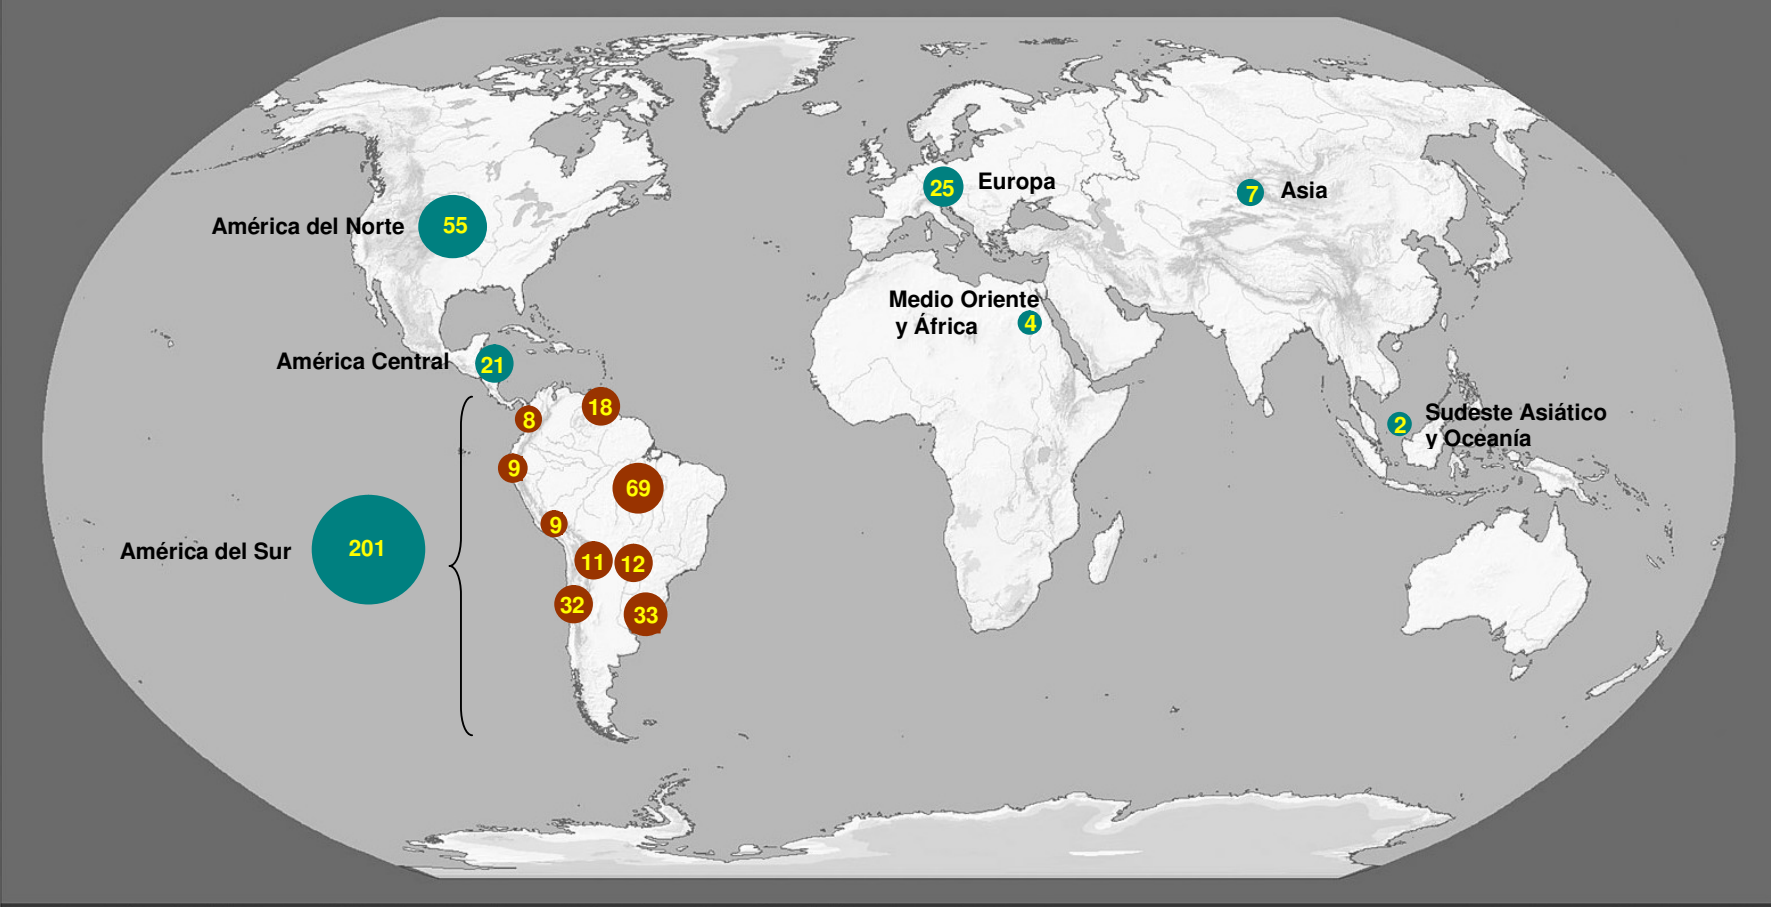 Europa
25
7
Asia
América del Norte
55
Medio Oriente
y África
4
América Central
21
8
18
Sudeste Asiático
y Oceanía
2
9
69
9
América del Sur
201
11
12
32
33